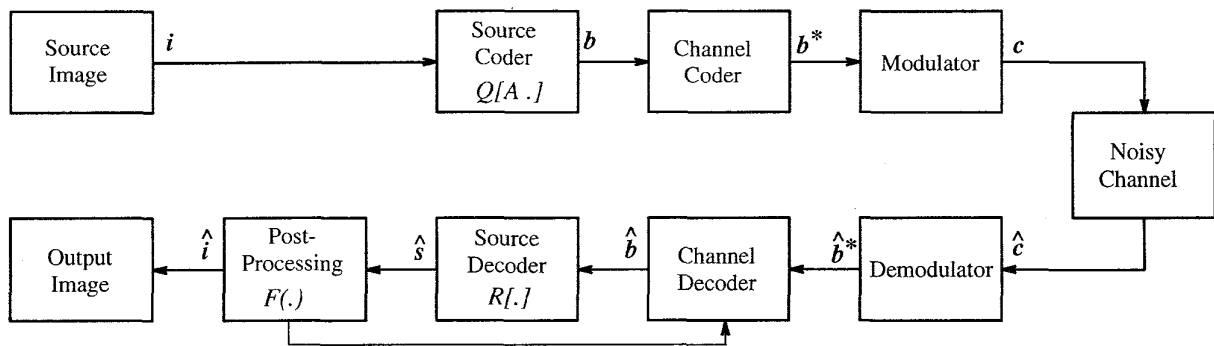 Source
Image
i
Source
Coder
Q[A .]
b
Channel
Coder
b*
Modulator
c
Noisy
Channel
Output
Image
î
Post-
Processing
F(.)
ŝ
Source
Decoder
R[.]
b̂
Channel
Decoder
b̂*
Demodulator
ĉ